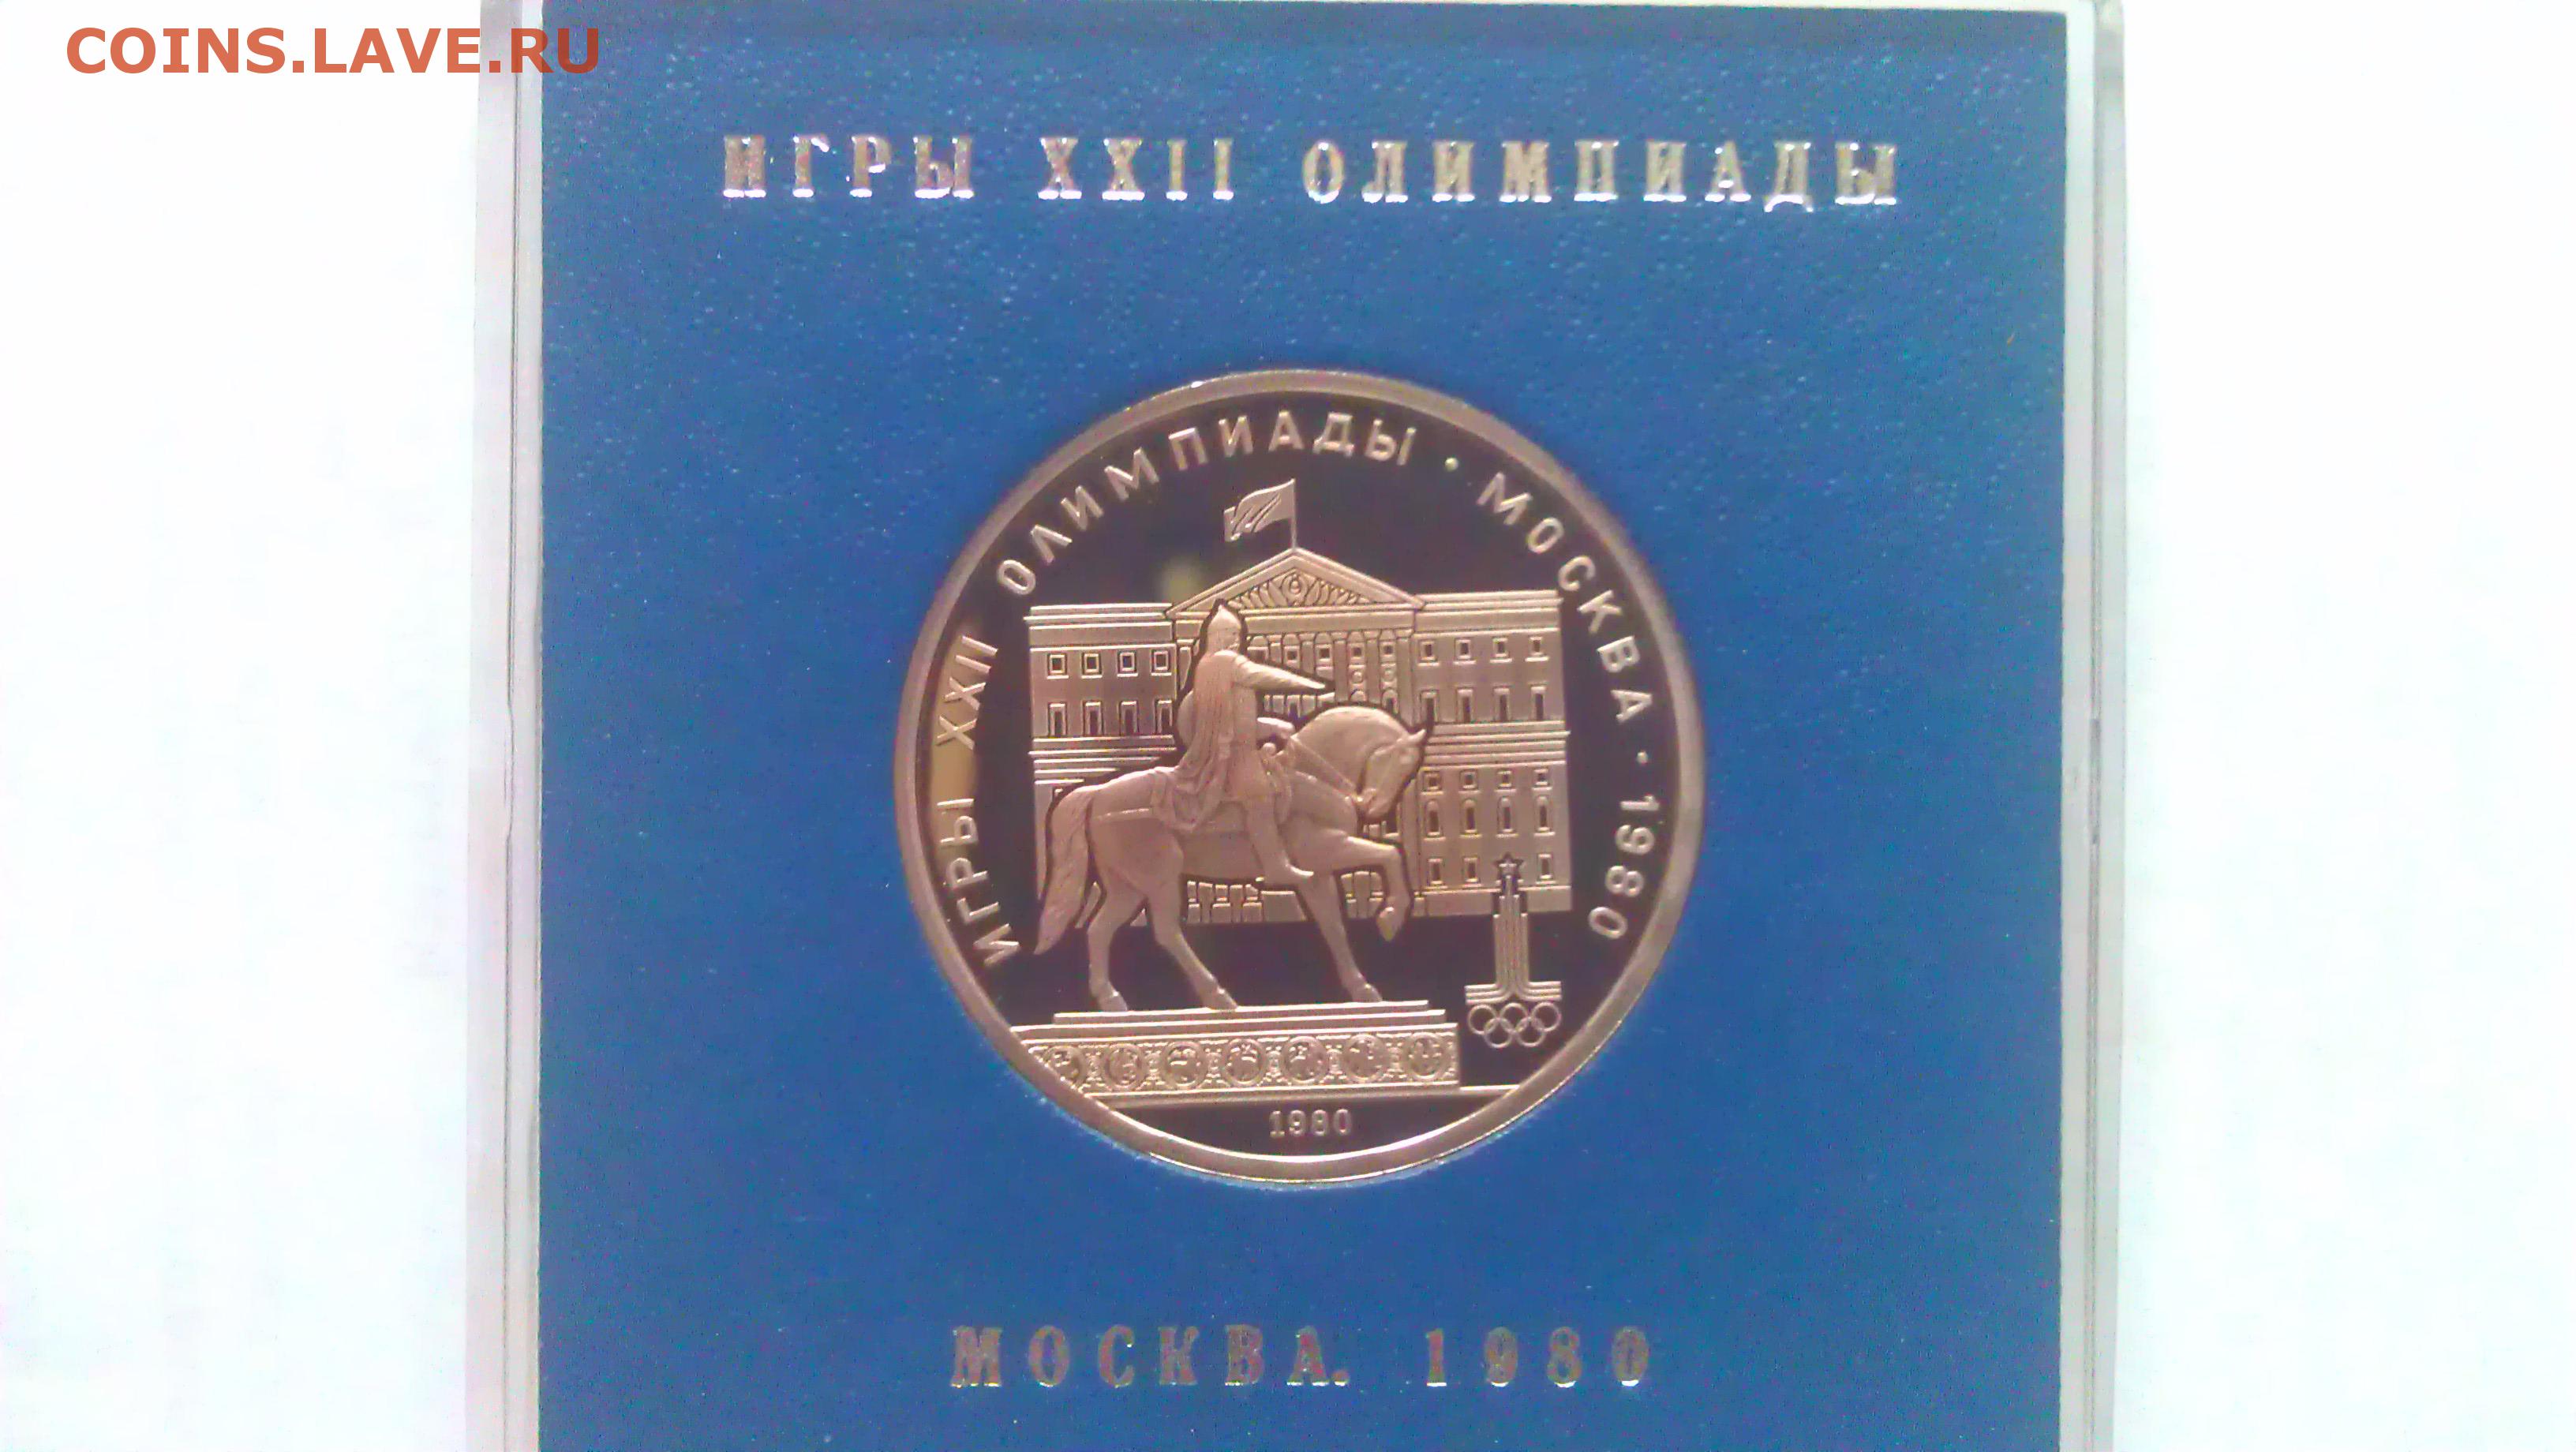 COINS.LAVE.RU
ИГРЫ XXII ОЛИМПИАДЫ
ИГРЫ XXII ОЛИМПИАДЫ · МОСКВА · 1980
1980
МОСКВА. 1980